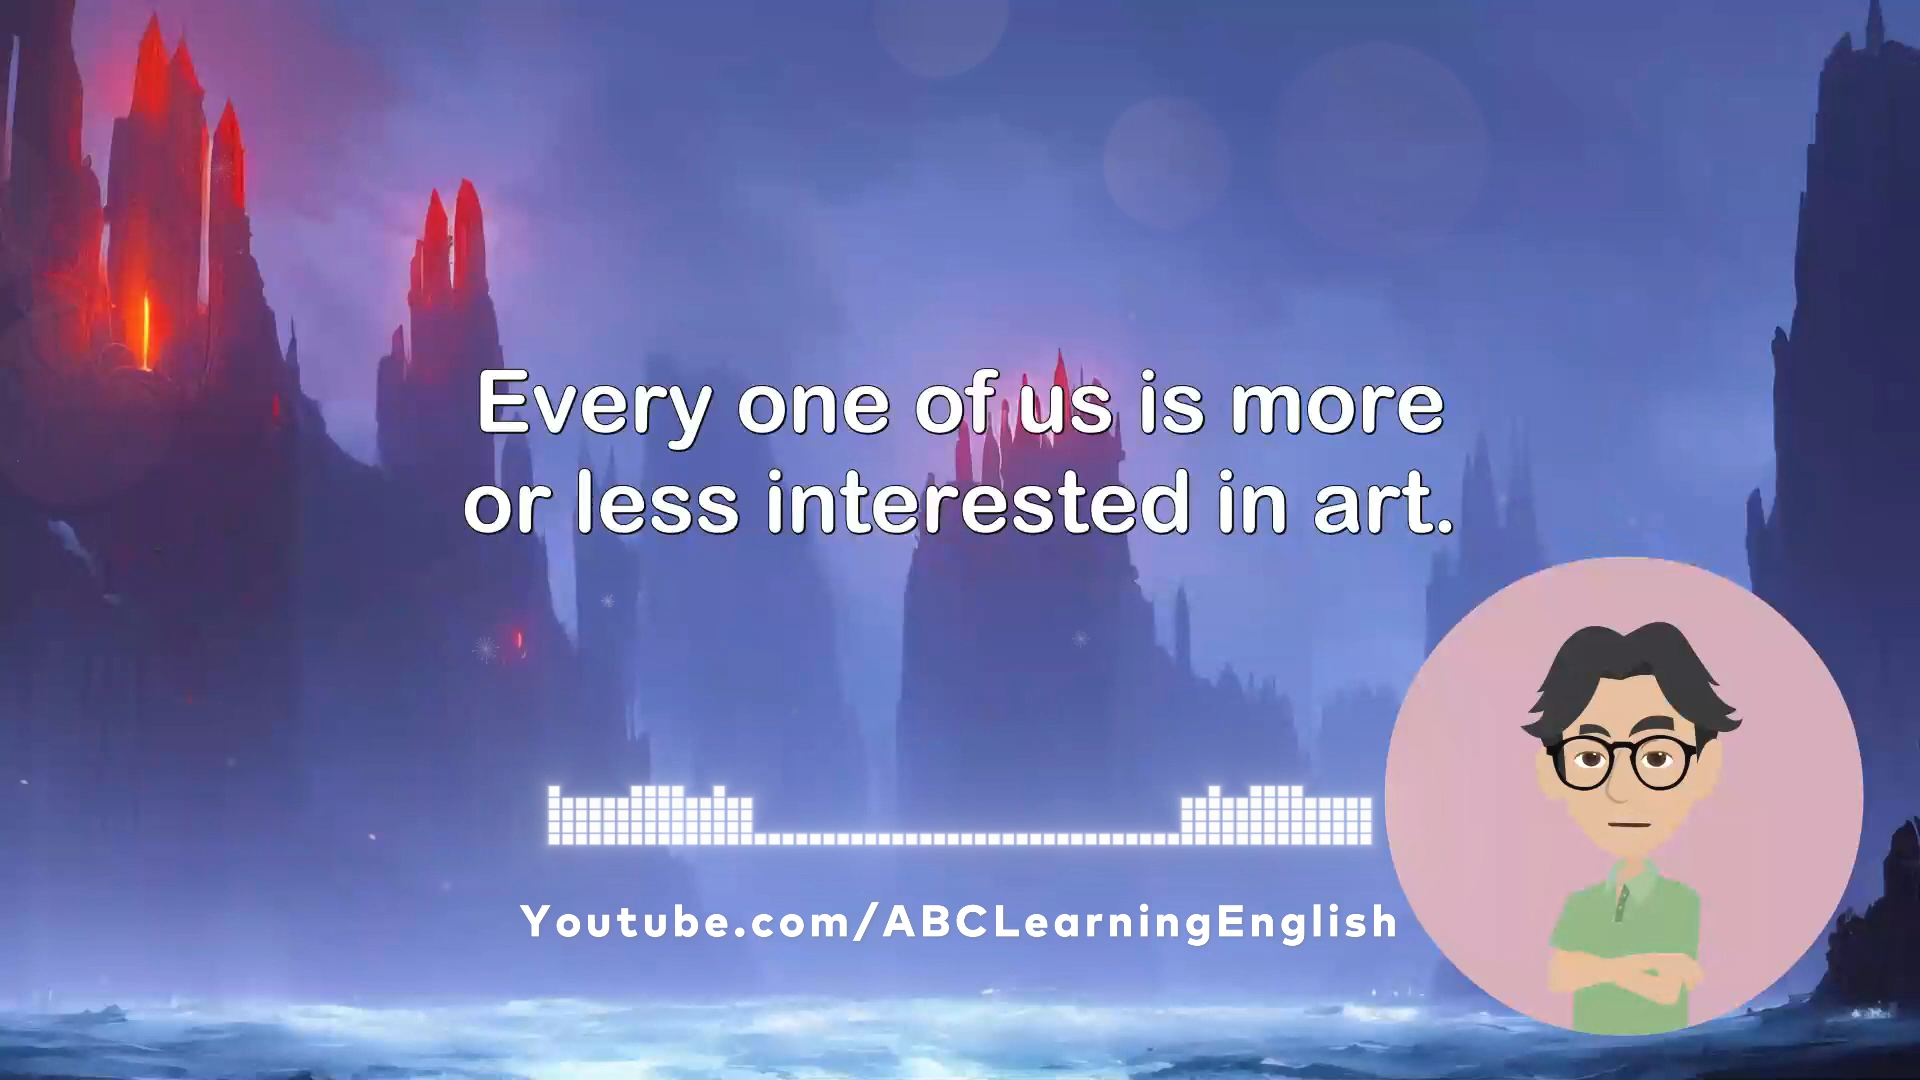 Every one of us is more
or less interested in art.
Youtube.com/ABCLearningEnglish